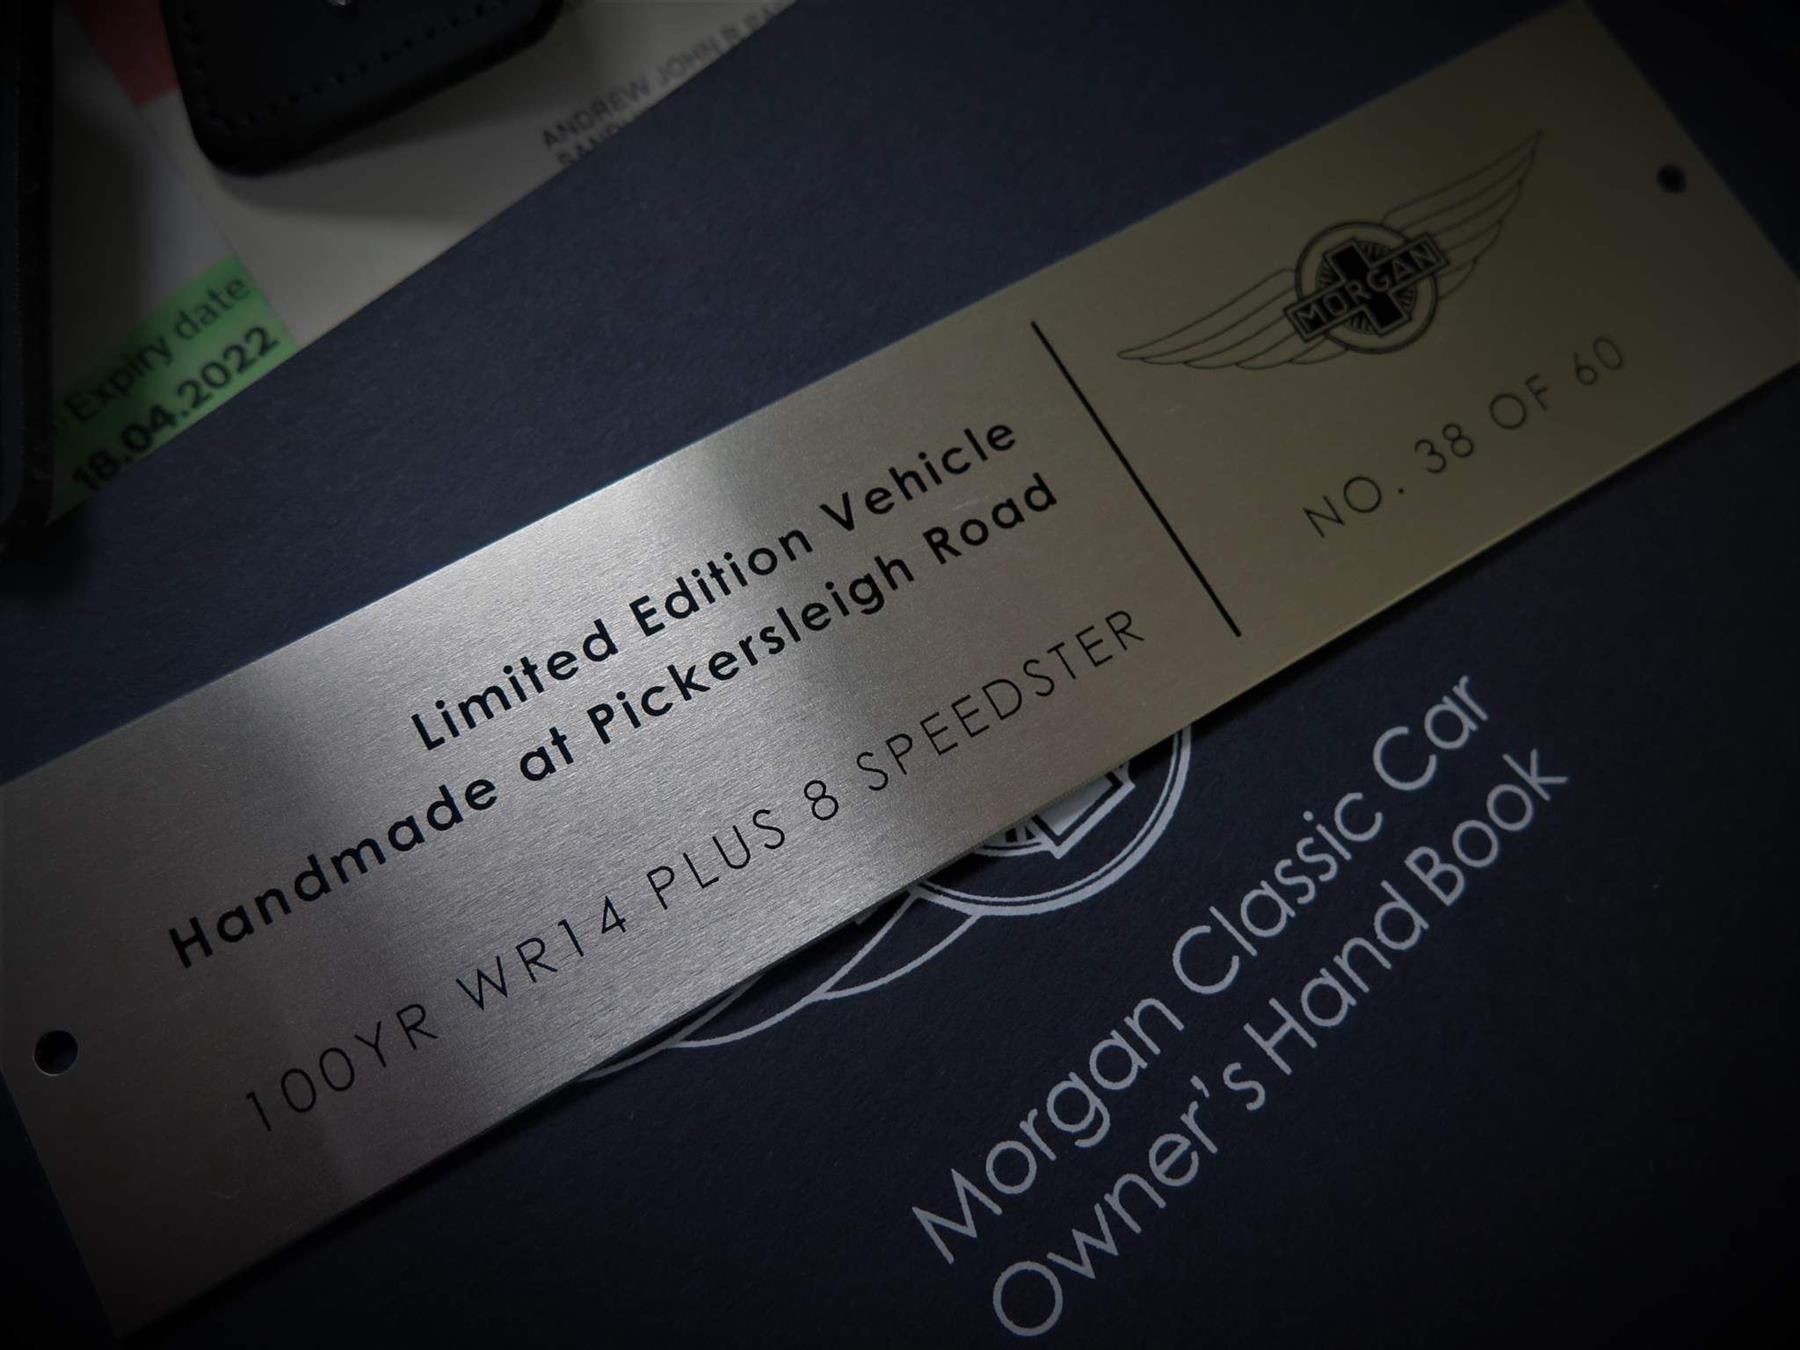 ANDREW JOHN R
Expiry date
18.04.2022
MORGAN
NO. 38 OF 60
Limited Edition Vehicle
Handmade at Pickersleigh Road
100YR WR14 PLUS 8 SPEEDSTER
Morgan Classic Car
Owner's Hand Book